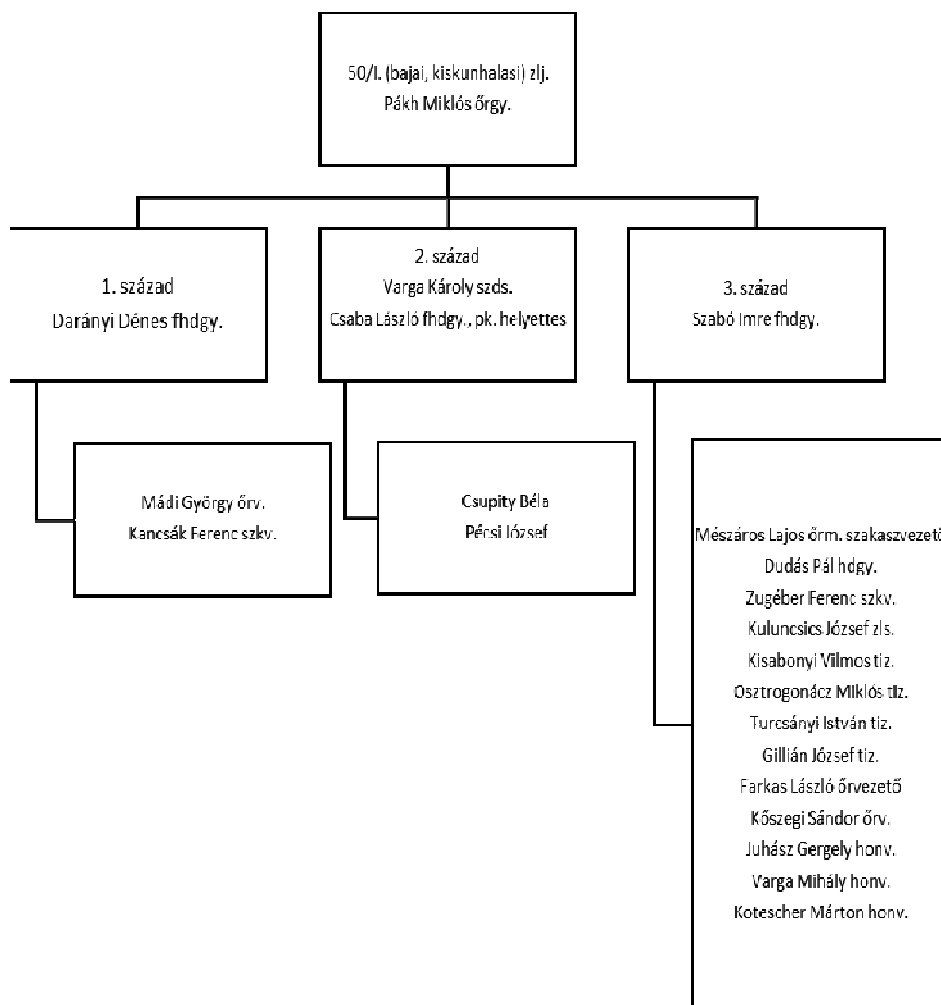 50/I. (bajai, kiskunhalasi) zlj.
Pákh Miklós őrgy.
1. század
Darányi Dénes fhdgy.
2. század
Varga Károly szds.
Csaba László fhdgy., pk. helyettes
3. század
Szabó Imre fhdgy.
Mádi György őrv.
Kancsák Ferenc szkv.
Csupity Béla
Pécsi József
Mészáros Lajos őrm. szakaszvezető
Dudás Pál hdgy.
Zugéber Ferenc szkv.
Kuluncsics József zls.
Kisabonyi Vilmos tiz.
Osztrogonácz Miklós tiz.
Turcsányi István tiz.
Gillián József tiz.
Farkas László őrvezető
Kőszegi Sándor őrv.
Juhász Gergely honv.
Varga Mihály honv.
Kotescher Márton honv.